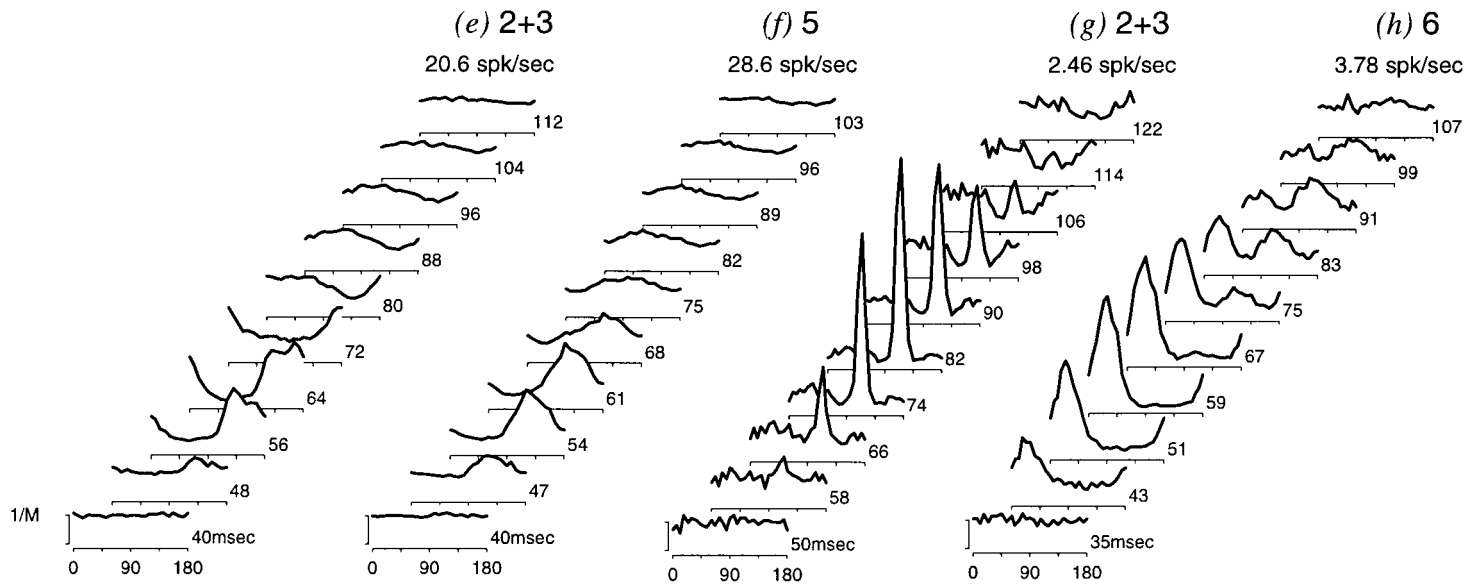 (e) 2+3 (f) 5 (g) 2+3 (h) 6
20.6 spk/sec 28.6 spk/sec 2.46 spk/sec 3.78 spk/sec
112 103 122 107
104 96 114 99
96 89 106 91
88 82 98 83
80 75 90 75
72 68 82 67
64 61 74 59
56 54 66 51
48 47 58 43
1/M 40msec 40msec 50msec 35msec
0 90 180 0 90 180 0 90 180 0 90 180